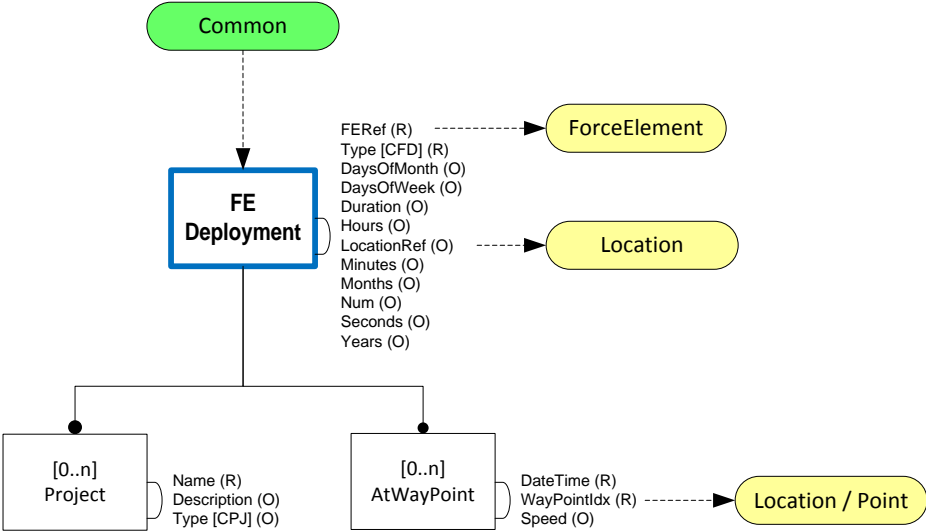 Common
FERef (R)
ForceElement
Type [CFD] (R)
DaysOfMonth (O)
DaysOfWeek (O)
FE
Deployment
Duration (O)
Hours (O)
LocationRef (O)
Location
Minutes (O)
Months (O)
Num (O)
Seconds (O)
Years (O)
[0..n]
Project
Name (R)
Description (O)
Type [CPJ] (O)
[0..n]
AtWayPoint
DateTime (R)
WayPointIdx (R)
Speed (O)
Location / Point